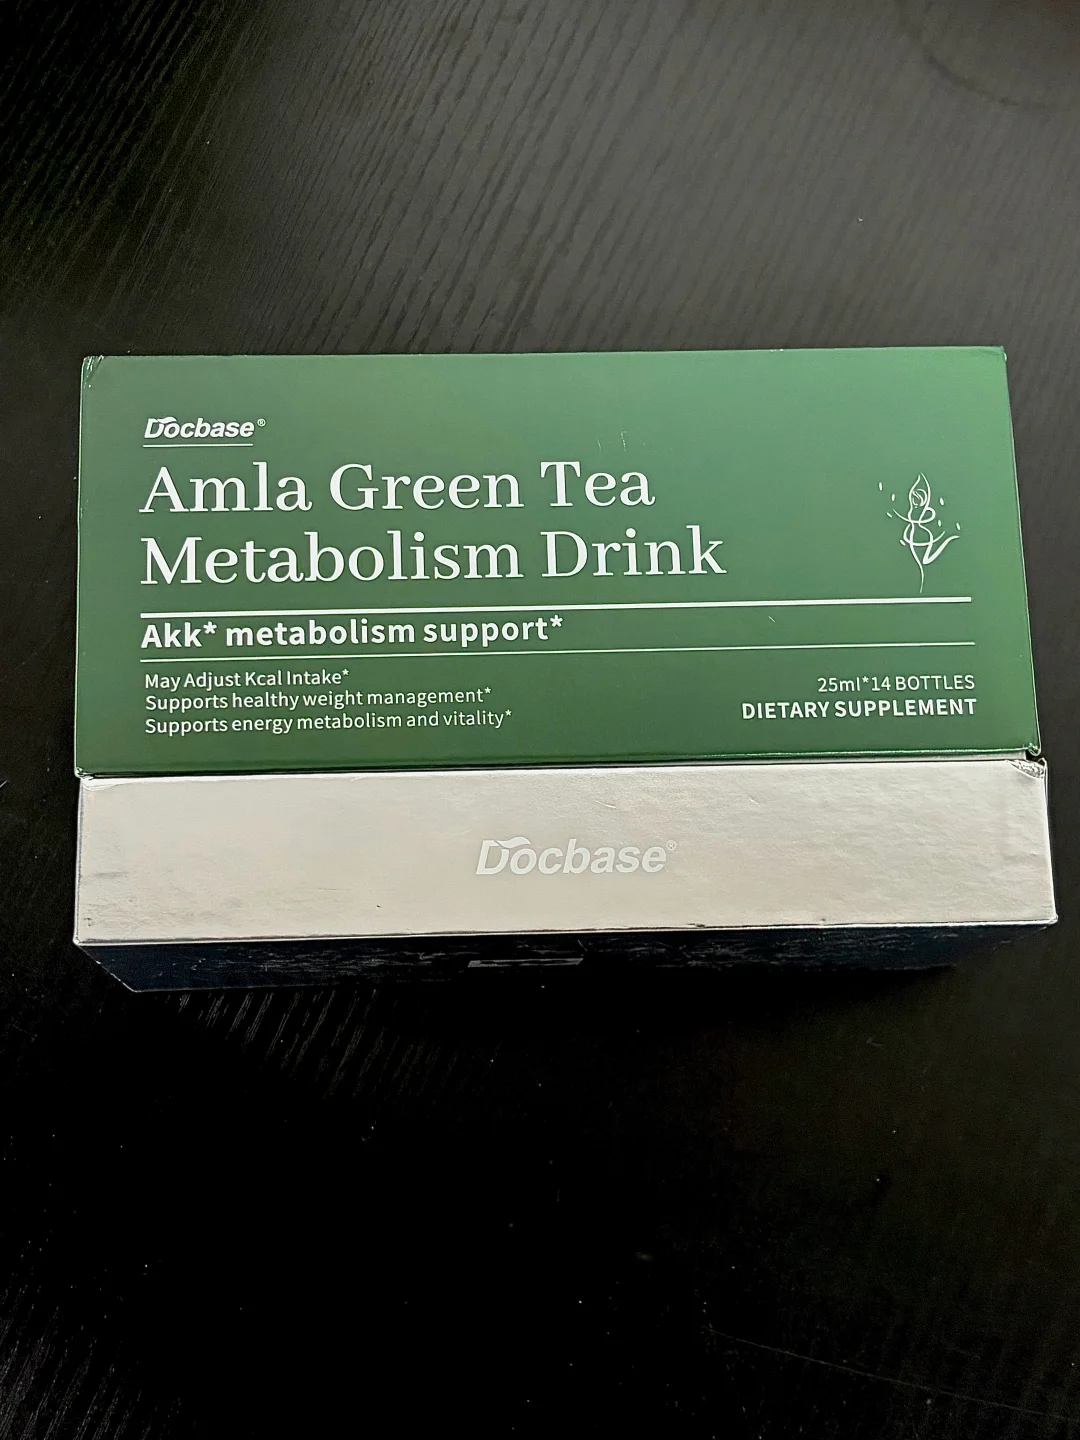 Docbase®
Amla Green Tea
Metabolism Drink
Akk* metabolism support*
May Adjust Kcal Intake*
Supports healthy weight management*
Supports energy metabolism and vitality*
25ml*14 BOTTLES
DIETARY SUPPLEMENT
Docbase®